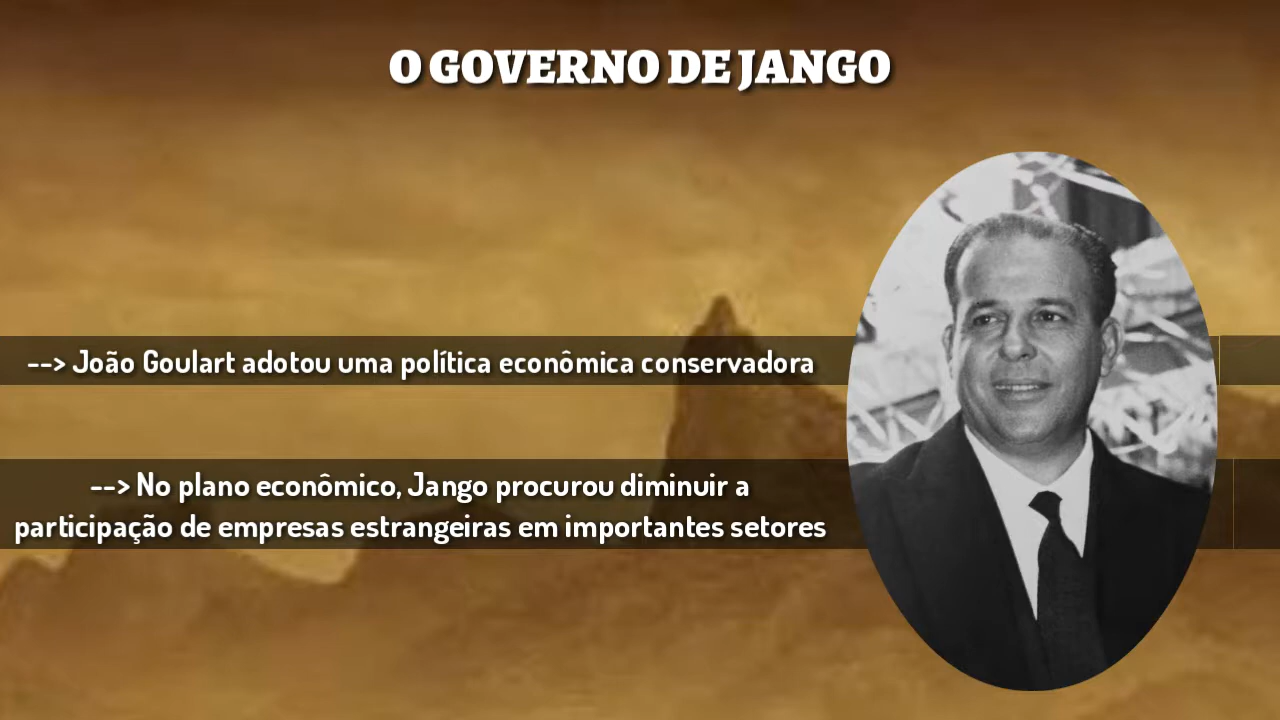 O GOVERNO DE JANGO
--> João Goulart adotou uma política econômica conservadora
--> No plano econômico, Jango procurou diminuir a
participação de empresas estrangeiras em importantes setores